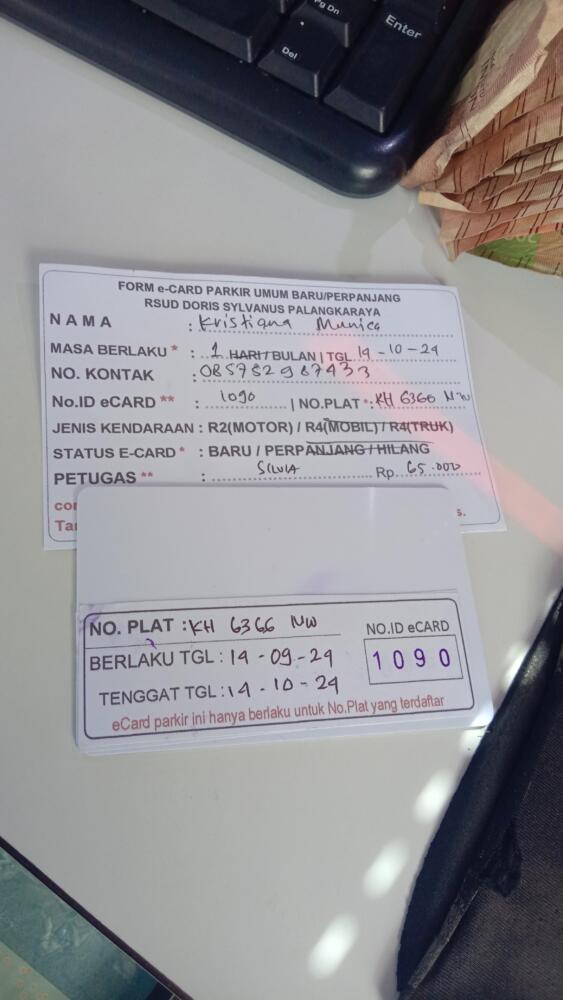 Pg Dn
Enter
Del
FORM e-CARD PARKIR UMUM BARU/PERPANJANG
RSUD DORIS SYLVANUS PALANGKARAYA
NAMA : Kristiana Munica
MASA BERLAKU * : 1 HARI / BULAN | TGL 19 - 10 - 24
NO. KONTAK : 085782987433
No.ID eCARD ** : 1090 | NO.PLAT * : KH 6366 NW
JENIS KENDARAAN : R2(MOTOR) / R4(MOBIL) / R4(TRUK)
STATUS E-CARD * : BARU / PERPANJANG / HILANG
PETUGAS ** : SILVIA Rp. 65.000
NO. PLAT : KH 6366 NW
NO.ID eCARD
BERLAKU TGL : 14 - 09 - 24
1090
TENGGAT TGL : 14 - 10 - 24
eCard parkir ini hanya berlaku untuk No.Plat yang terdaftar